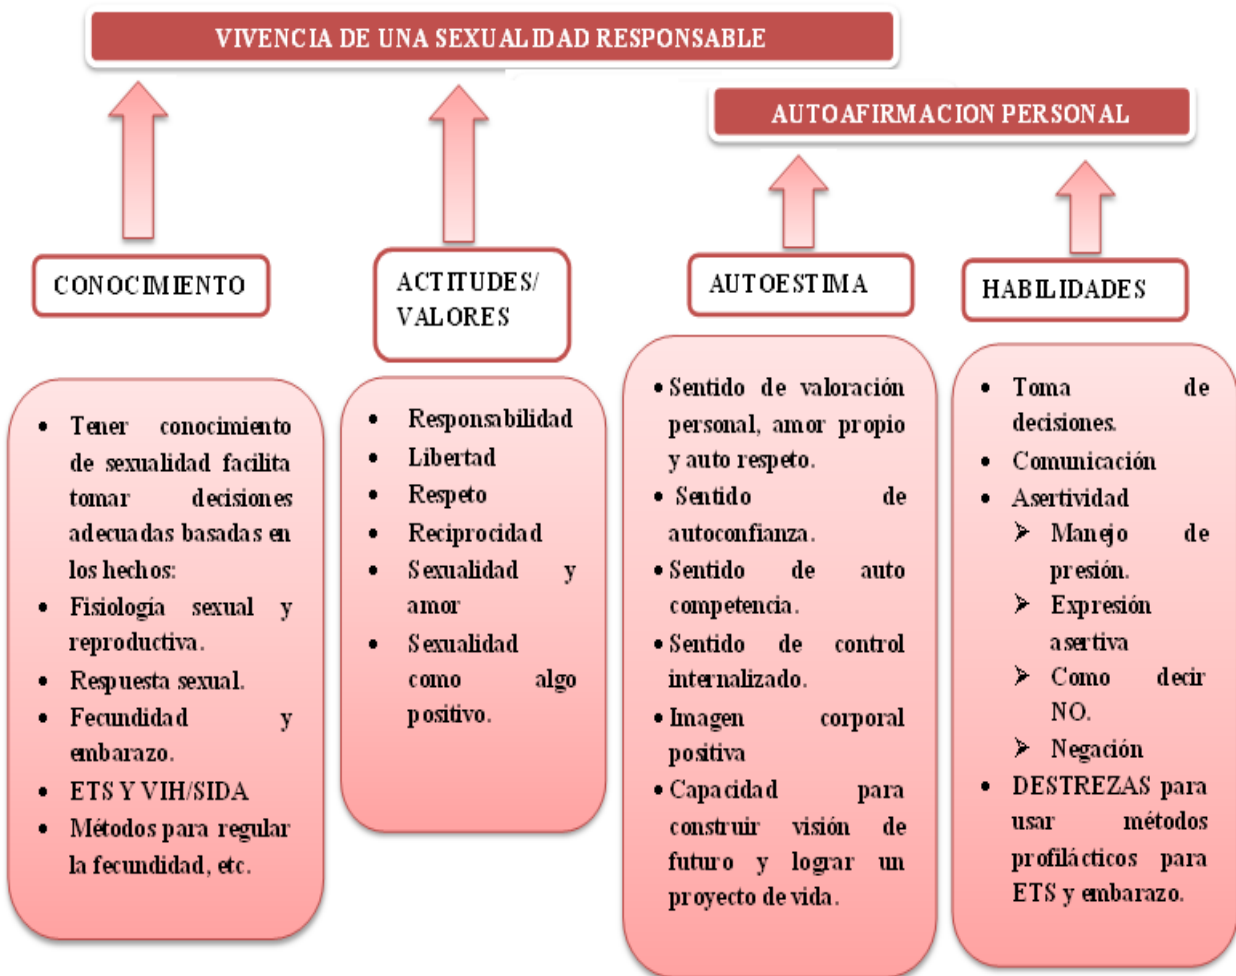 VIVENCIA DE UNA SEXUALIDAD RESPONSABLE
AUTOAFIRMACION PERSONAL
CONOCIMIENTO
• Tener conocimiento
de sexualidad facilita
tomar decisiones
adecuadas basadas en
los hechos:
• Fisiología sexual y
reproductiva.
• Respuesta sexual.
• Fecundidad y
embarazo.
• ETS Y VIH/SIDA
• Métodos para regular
la fecundidad, etc.
ACTITUDES/
VALORES
• Responsabilidad
• Libertad
• Respeto
• Reciprocidad
• Sexualidad y
amor
• Sexualidad
como algo
positivo.
AUTOESTIMA
• Sentido de valoración
personal, amor propio
y auto respeto.
• Sentido de
autoconfianza.
• Sentido de auto
competencia.
• Sentido de control
internalizado.
• Imagen corporal
positiva
• Capacidad para
construir visión de
futuro y lograr un
proyecto de vida.
HABILIDADES
• Toma de
decisiones.
• Comunicación
• Asertividad
➢ Manejo de
presión.
➢ Expresión
asertiva
➢ Como decir
NO.
➢ Negación
• DESTREZAS para
usar métodos
profilácticos para
ETS y embarazo.